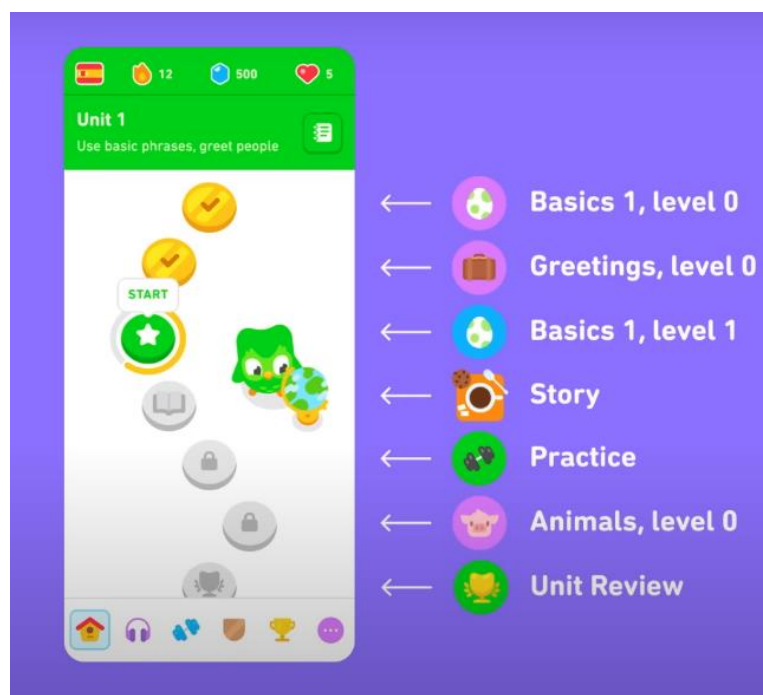 12
500
5
Unit 1
Use basic phrases, greet people
START
Basics 1, level 0
Greetings, level 0
Basics 1, level 1
Story
Practice
Animals, level 0
Unit Review